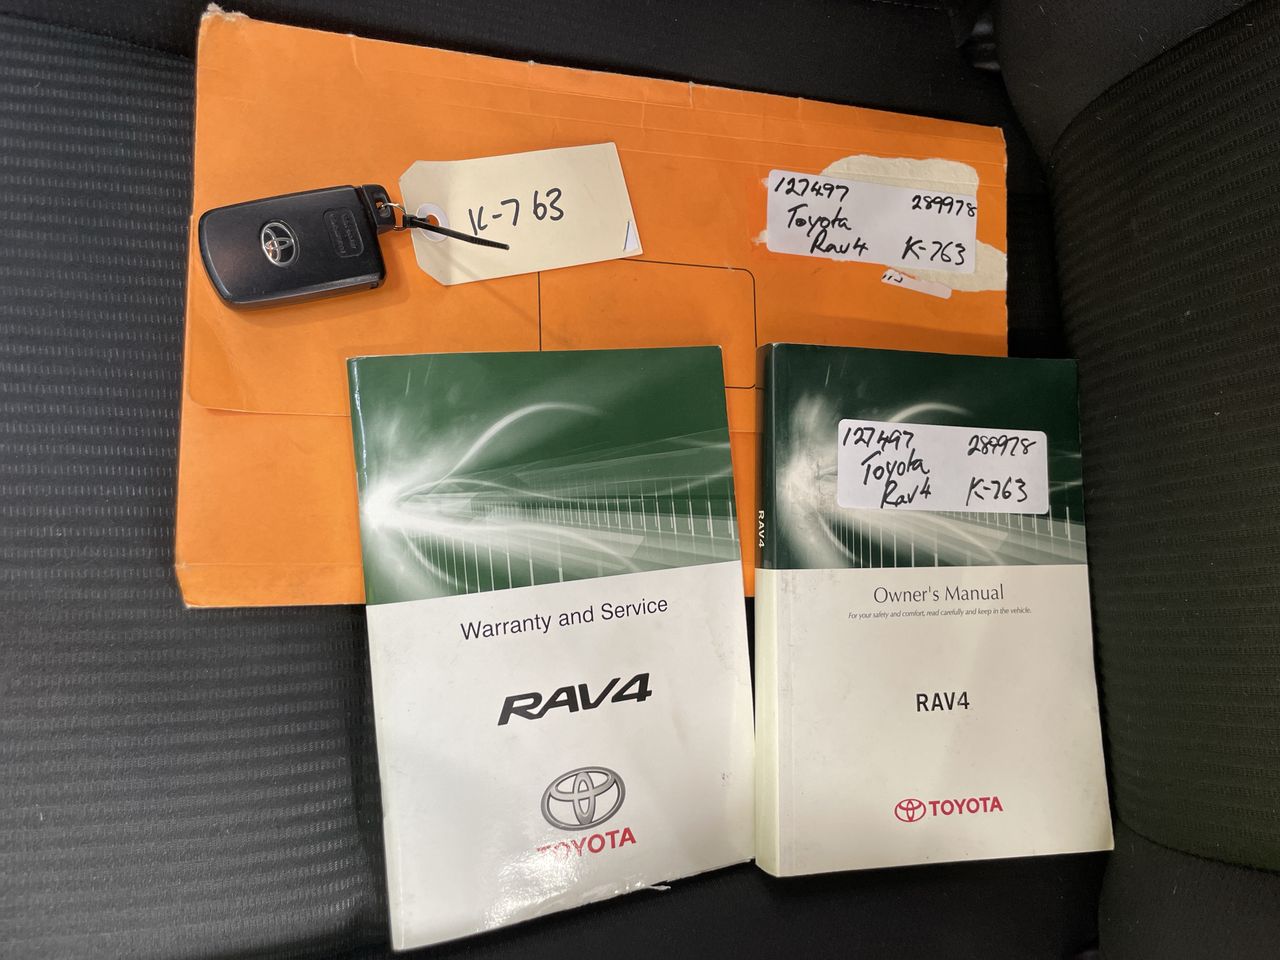 K-763
127497 289978
Toyota
Rav4 K-763
Warranty and Service
RAV4
TOYOTA
RAV4
127497 289978
Toyota
Rav4 K-763
Owner's Manual
For your safety and comfort, read carefully and keep in the vehicle.
RAV4
TOYOTA